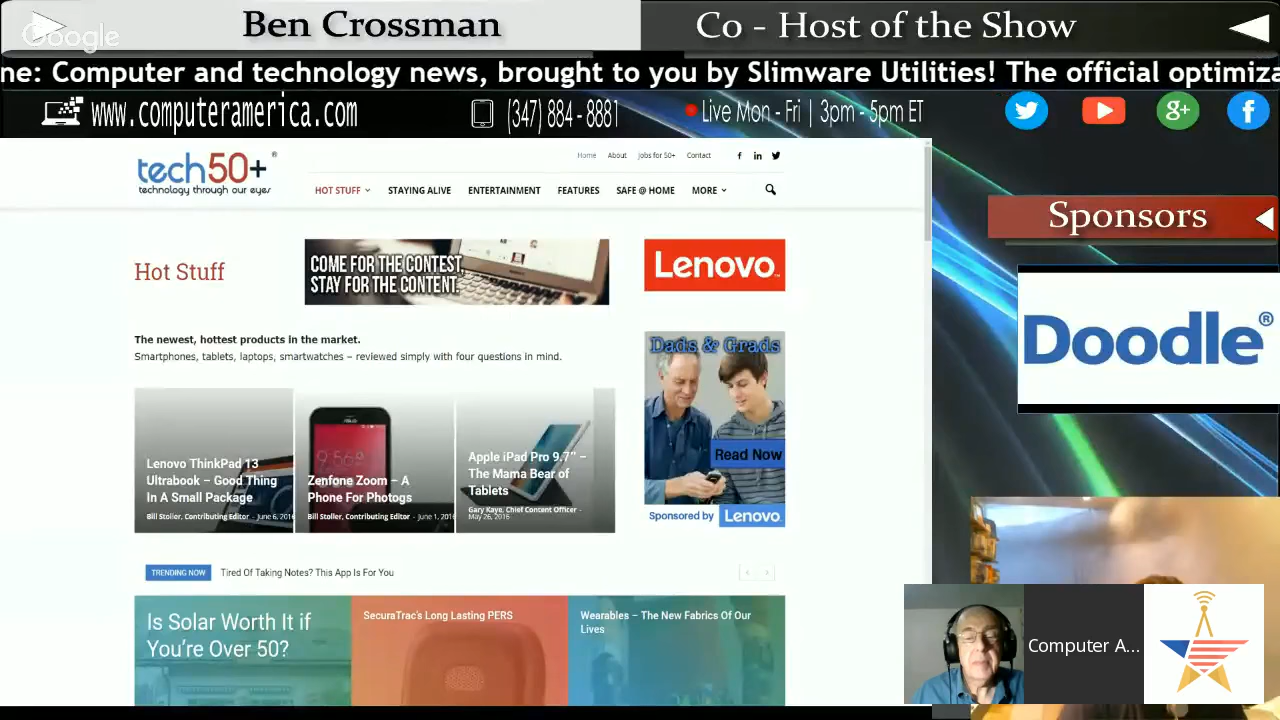 Google
Ben Crossman
Co - Host of the Show
ne: Computer and technology news, brought to you by Slimware Utilities! The official optimiza
www.computeramerica.com
(347) 884 - 8881
Live Mon - Fri | 3pm - 5pm ET
tech50+
technology through our eyes
Home About Jobs for 50+ Contact
HOT STUFF STAYING ALIVE ENTERTAINMENT FEATURES SAFE @ HOME MORE
Sponsors
Doodle®
Hot Stuff
COME FOR THE CONTEST,
STAY FOR THE CONTENT.
Lenovo™
The newest, hottest products in the market.
Smartphones, tablets, laptops, smartwatches – reviewed simply with four questions in mind.
Dads & Grads
Read Now
Sponsored by Lenovo
Lenovo ThinkPad 13
Ultrabook – Good Thing
In A Small Package
Bill Stoller, Contributing Editor - June 6, 2016
ASUS
9:56
Zenfone Zoom – A
Phone For Photogs
Bill Stoller, Contributing Editor - June 1, 2016
Apple iPad Pro 9.7" –
The Mama Bear of
Tablets
Gary Kaye, Chief Content Officer -
May 26, 2016
TRENDING NOW Tired Of Taking Notes? This App Is For You
Is Solar Worth It if
You're Over 50?
SecuraTrac's Long Lasting PERS
Wearables – The New Fabrics Of Our
Lives
Computer A...